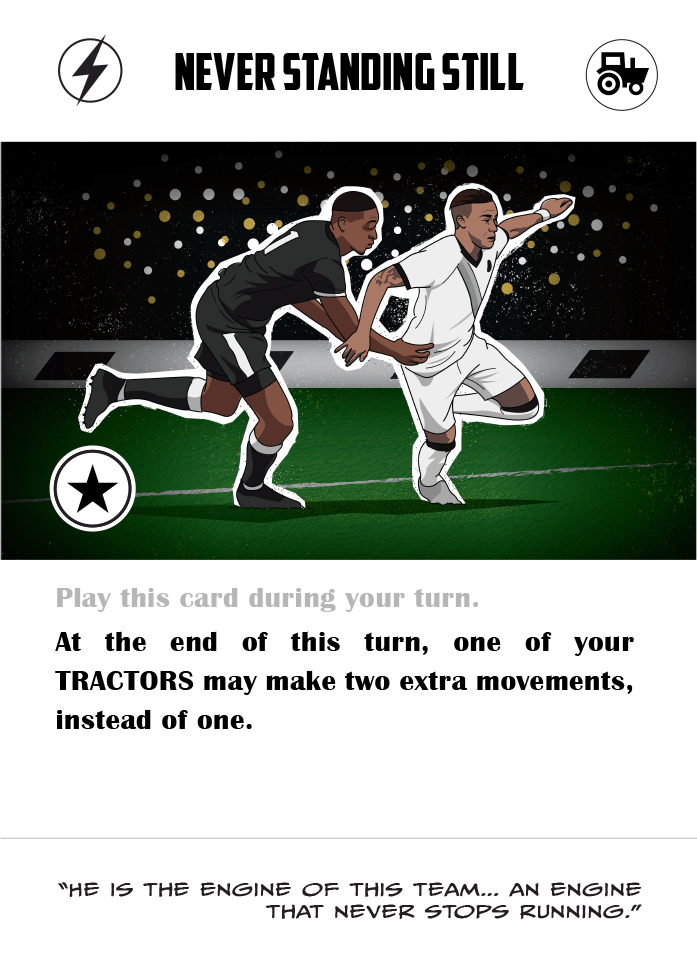 NEVER STANDING STILL
Play this card during your turn.
At the end of this turn, one of your
TRACTORS may make two extra movements,
instead of one.
“HE IS THE ENGINE OF THIS TEAM... AN ENGINE
THAT NEVER STOPS RUNNING.”